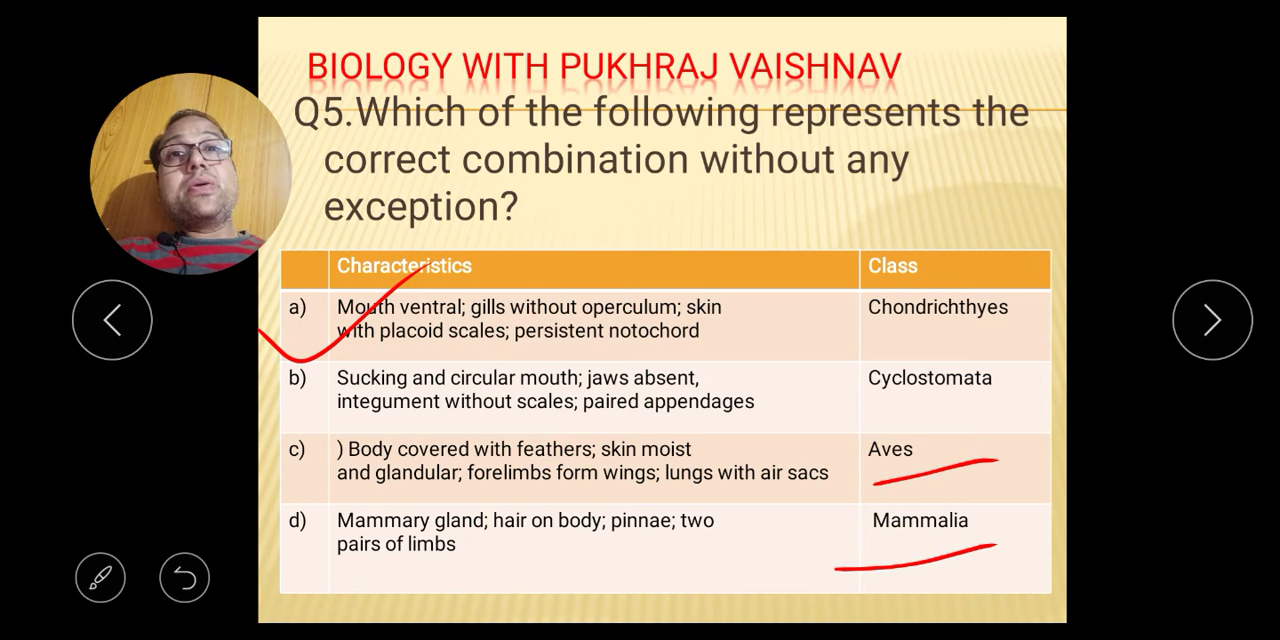 BIOLOGY WITH PUKHRAJ VAISHNAV
Q5.Which of the following represents the
correct combination without any
exception?
Characteristics Class
a) Mouth ventral; gills without operculum; skin Chondrichthyes
with placoid scales; persistent notochord
b) Sucking and circular mouth; jaws absent, Cyclostomata
integument without scales; paired appendages
c) ) Body covered with feathers; skin moist Aves
and glandular; forelimbs form wings; lungs with air sacs
d) Mammary gland; hair on body; pinnae; two Mammalia
pairs of limbs